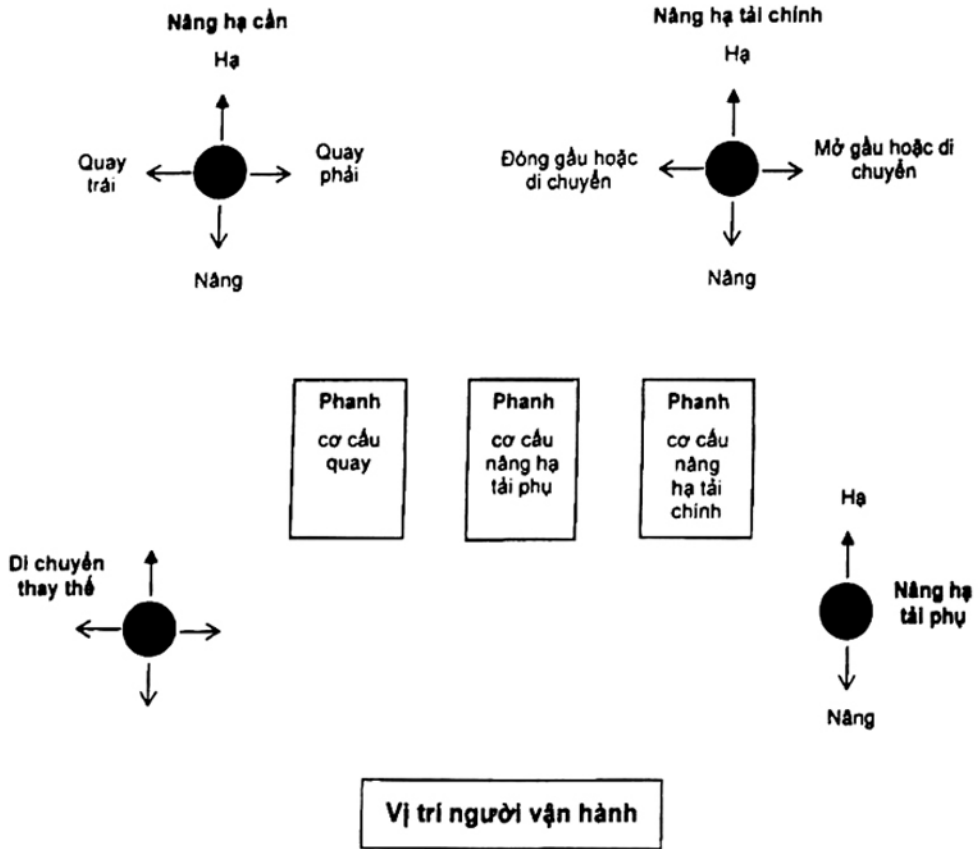 Nâng hạ cần
Hạ
Quay
trái
Quay
phải
Nâng
Nâng hạ tải chính
Hạ
Đóng gầu hoặc
di chuyển
Mở gầu hoặc di
chuyển
Nâng
Phanh
cơ cấu
quay
Phanh
cơ cấu
nâng hạ
tải phụ
Phanh
cơ cấu
nâng
hạ tải
chính
Di chuyển
thay thế
Hạ
Nâng hạ
tải phụ
Nâng
Vị trí người vận hành